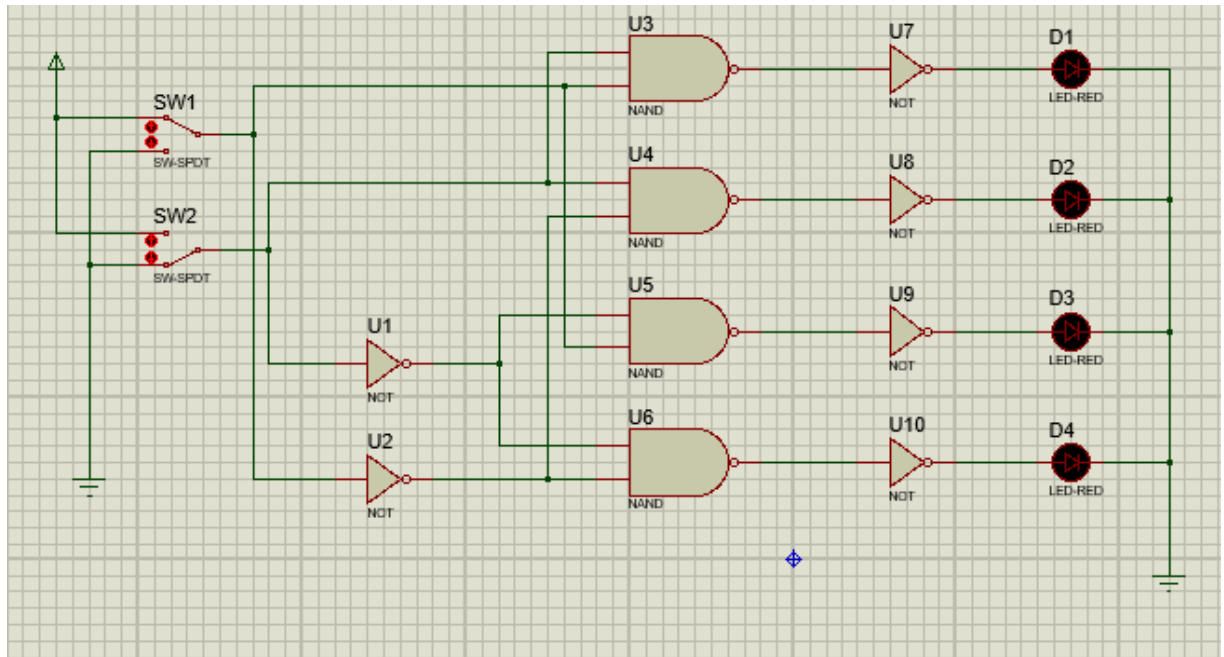 U3
NAND
U7
NOT
D1
LED-RED
SW1
SW-SPDT
U4
NAND
U8
NOT
D2
LED-RED
SW2
SW-SPDT
U5
NAND
U9
NOT
D3
LED-RED
U1
NOT
U6
NAND
U10
NOT
D4
LED-RED
U2
NOT